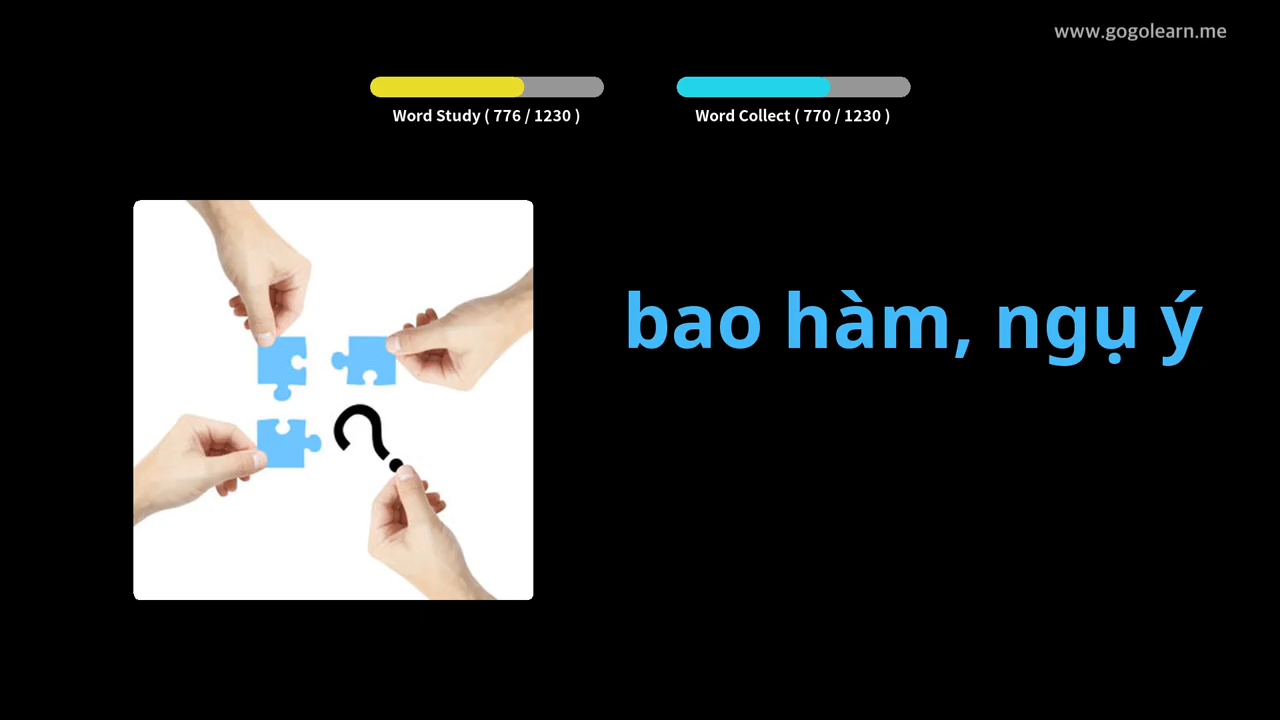 www.gogolearn.me
Word Study ( 776 / 1230 )
Word Collect ( 770 / 1230 )
bao hàm, ngụ ý
?